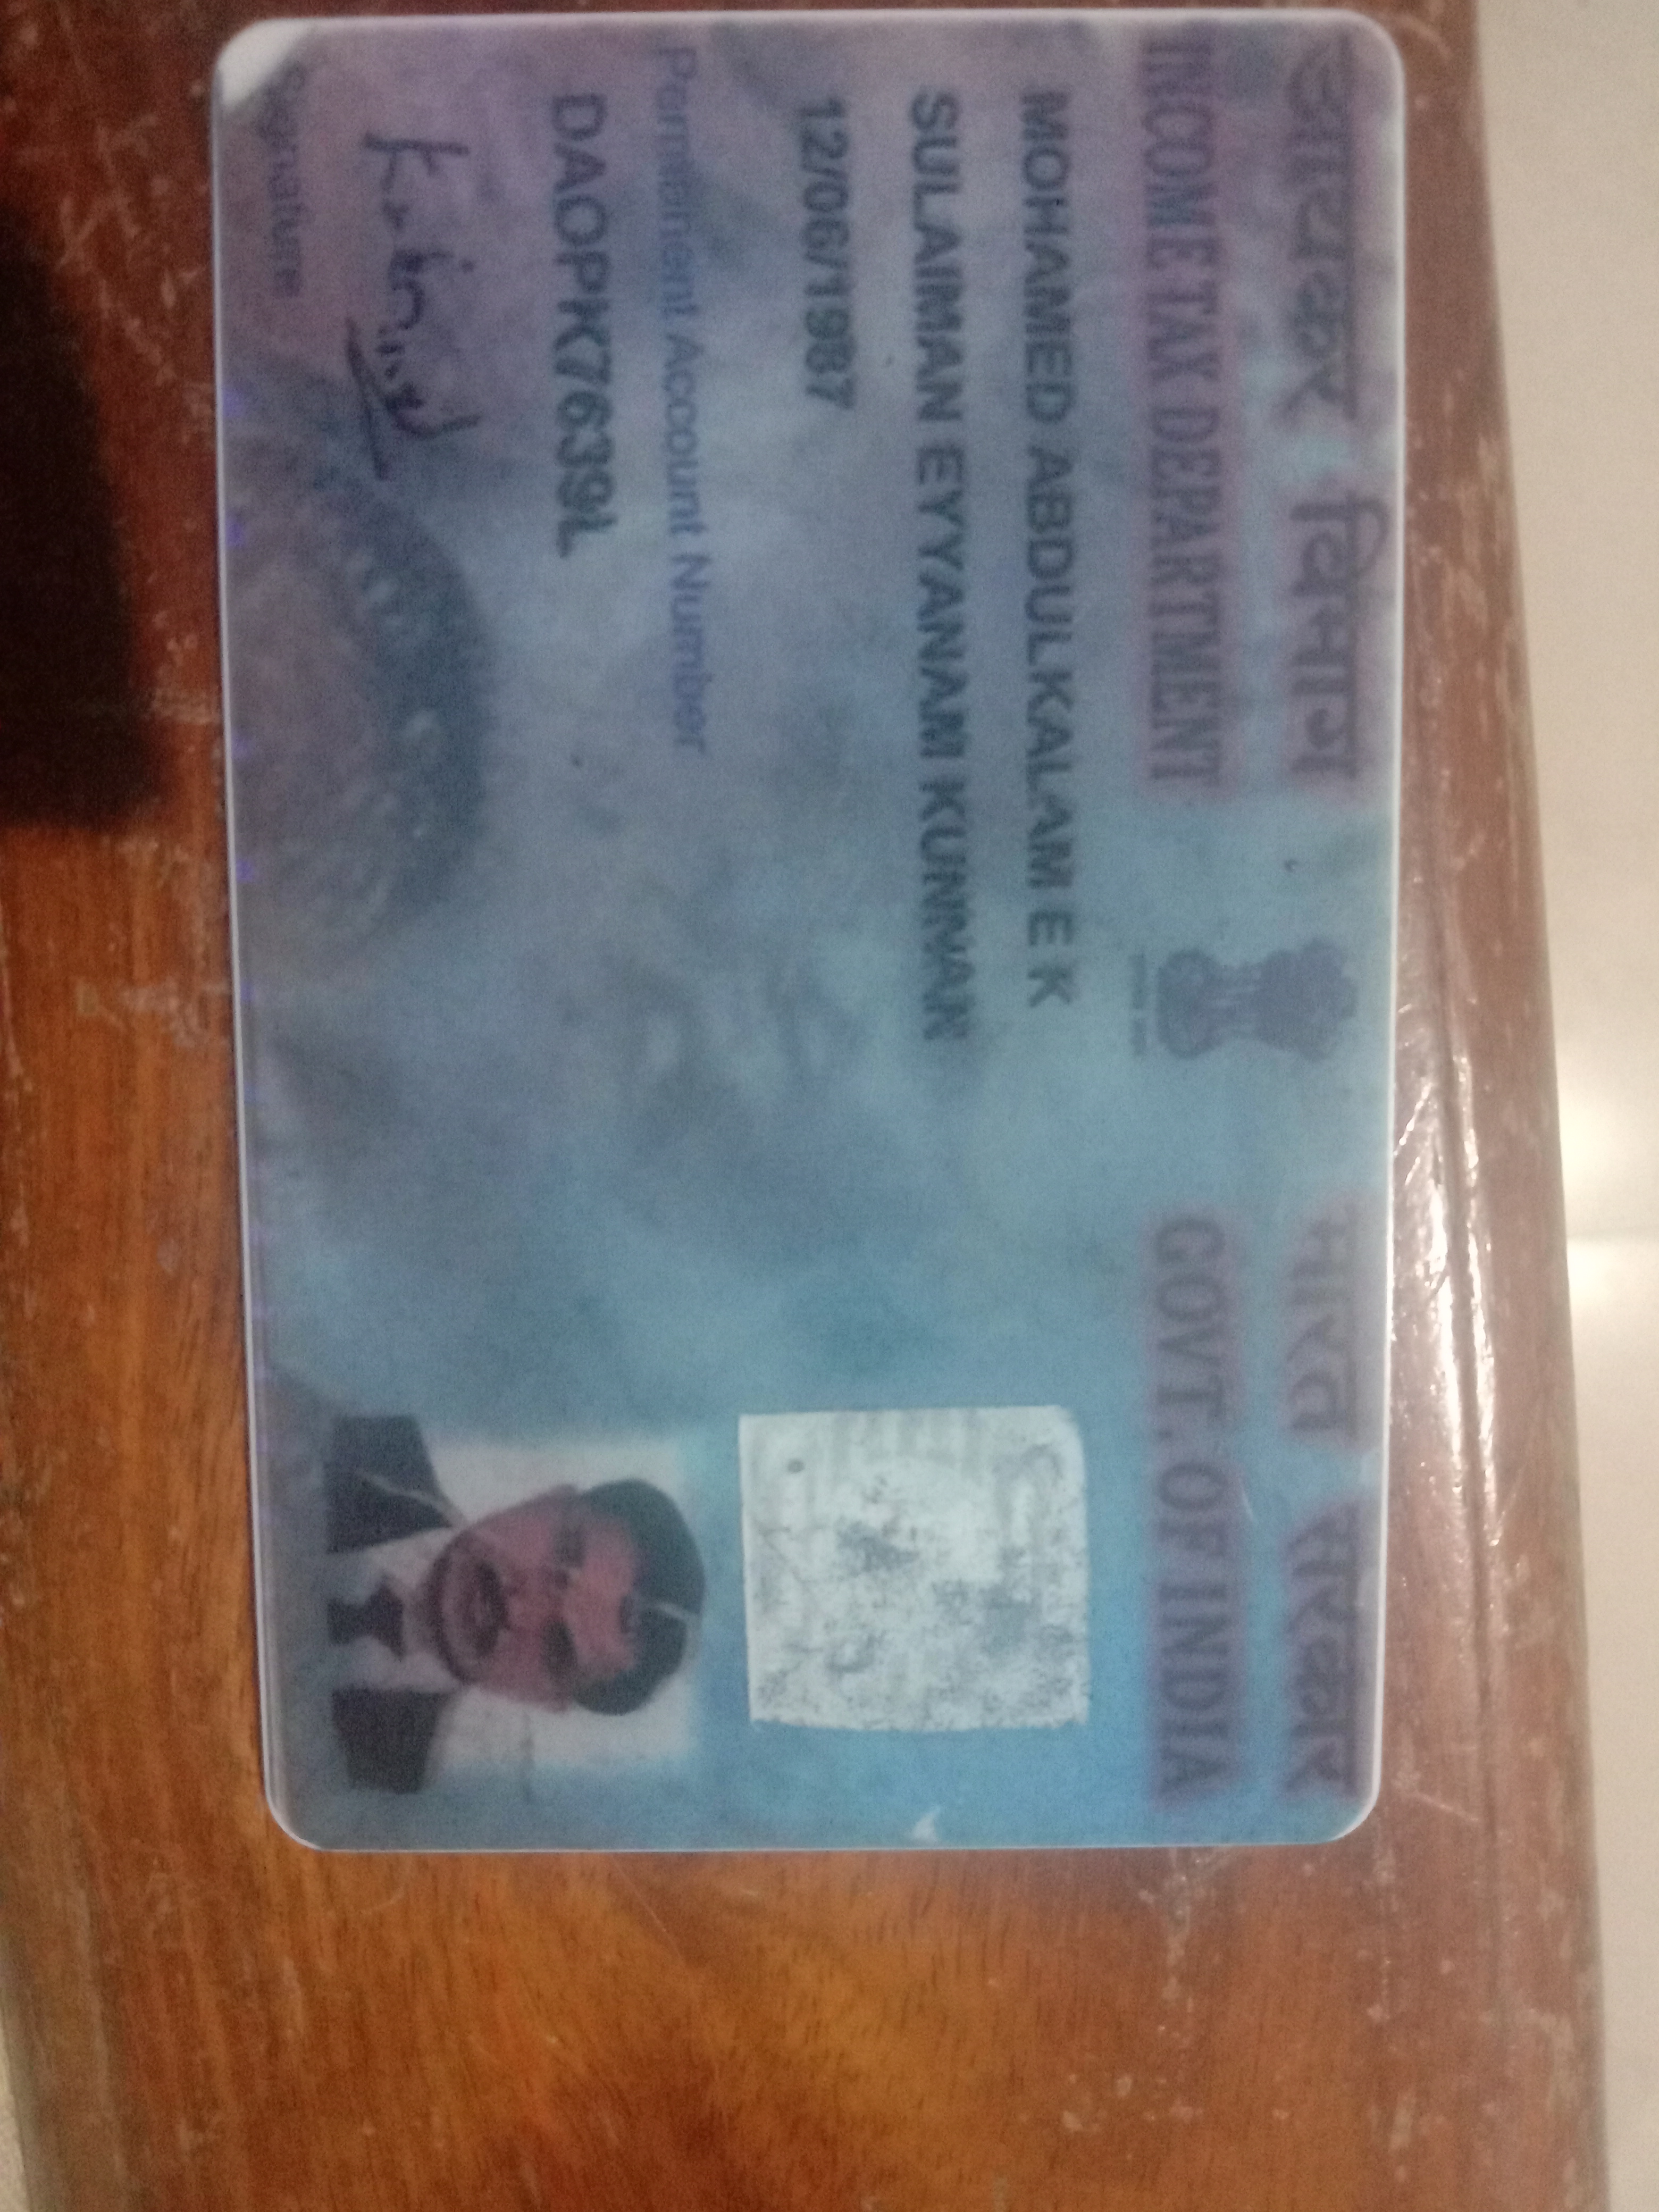 आयकर विभाग
INCOME TAX DEPARTMENT
भारत सरकार
GOVT. OF INDIA
MOHAMED ABDULKALAM E K
SULAIMAN EYYANAM KUNNAN
12/06/1987
Permanent Account Number
DAOPK7639L
Signature